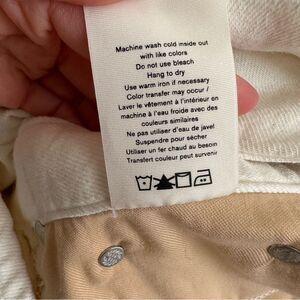 Machine wash cold inside out
with like colors
Do not use bleach
Hang to dry
Use warm iron if necessary
Color transfer may occur /
Laver le vêtement à l'intérieur en
machine à l'eau froide avec des
couleurs similaires
Ne pas utiliser d'eau de javel
Suspendre pour sécher
Utiliser un fer chaud au besoin
Transfert couleur peut survenir